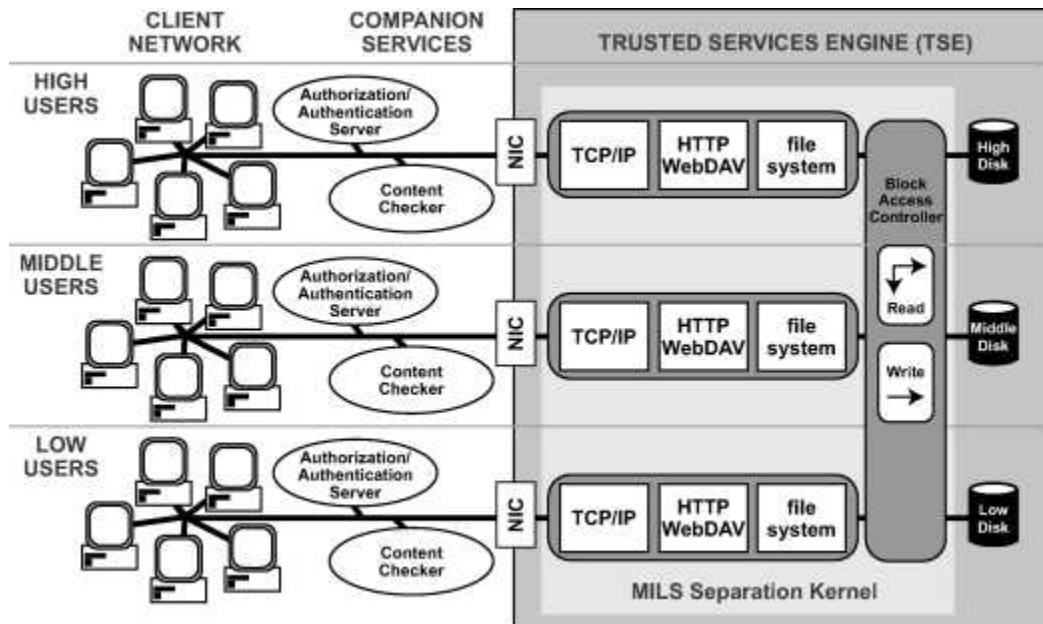 CLIENT
NETWORK
COMPANION
SERVICES
TRUSTED SERVICES ENGINE (TSE)
HIGH
USERS
Authorization/
Authentication
Server
Content
Checker
NIC
TCP/IP
HTTP
WebDAV
file
system
Block
Access
Controller
High
Disk
MIDDLE
USERS
Authorization/
Authentication
Server
Content
Checker
NIC
TCP/IP
HTTP
WebDAV
file
system
Read
Write
Middle
Disk
LOW
USERS
Authorization/
Authentication
Server
Content
Checker
NIC
TCP/IP
HTTP
WebDAV
file
system
Low
Disk
MILS Separation Kernel